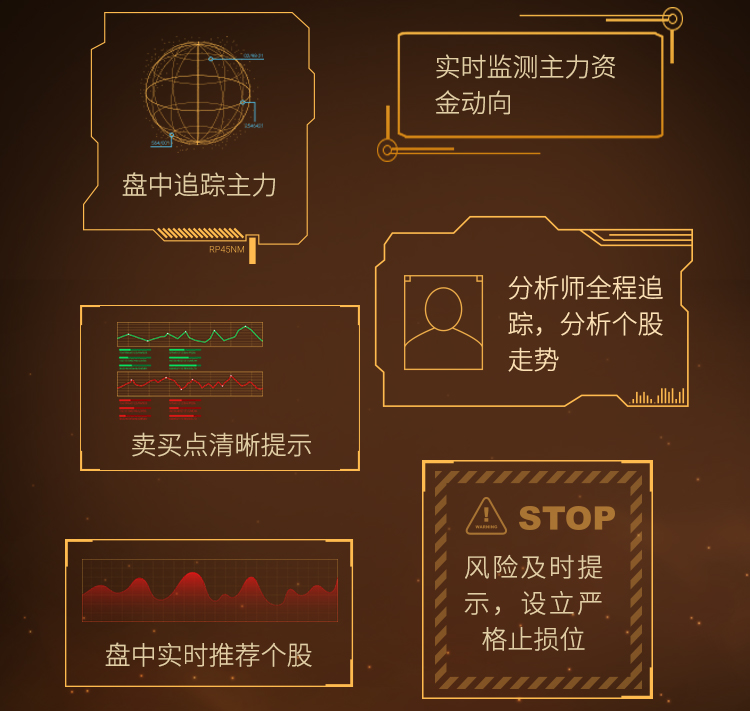 盘中追踪主力
RP45NM
实时监测主力资
金动向
分析师全程追
踪，分析个股
走势
卖买点清晰提示
STOP
WARNING
风险及时提
示，设立严
格止损位
盘中实时推荐个股